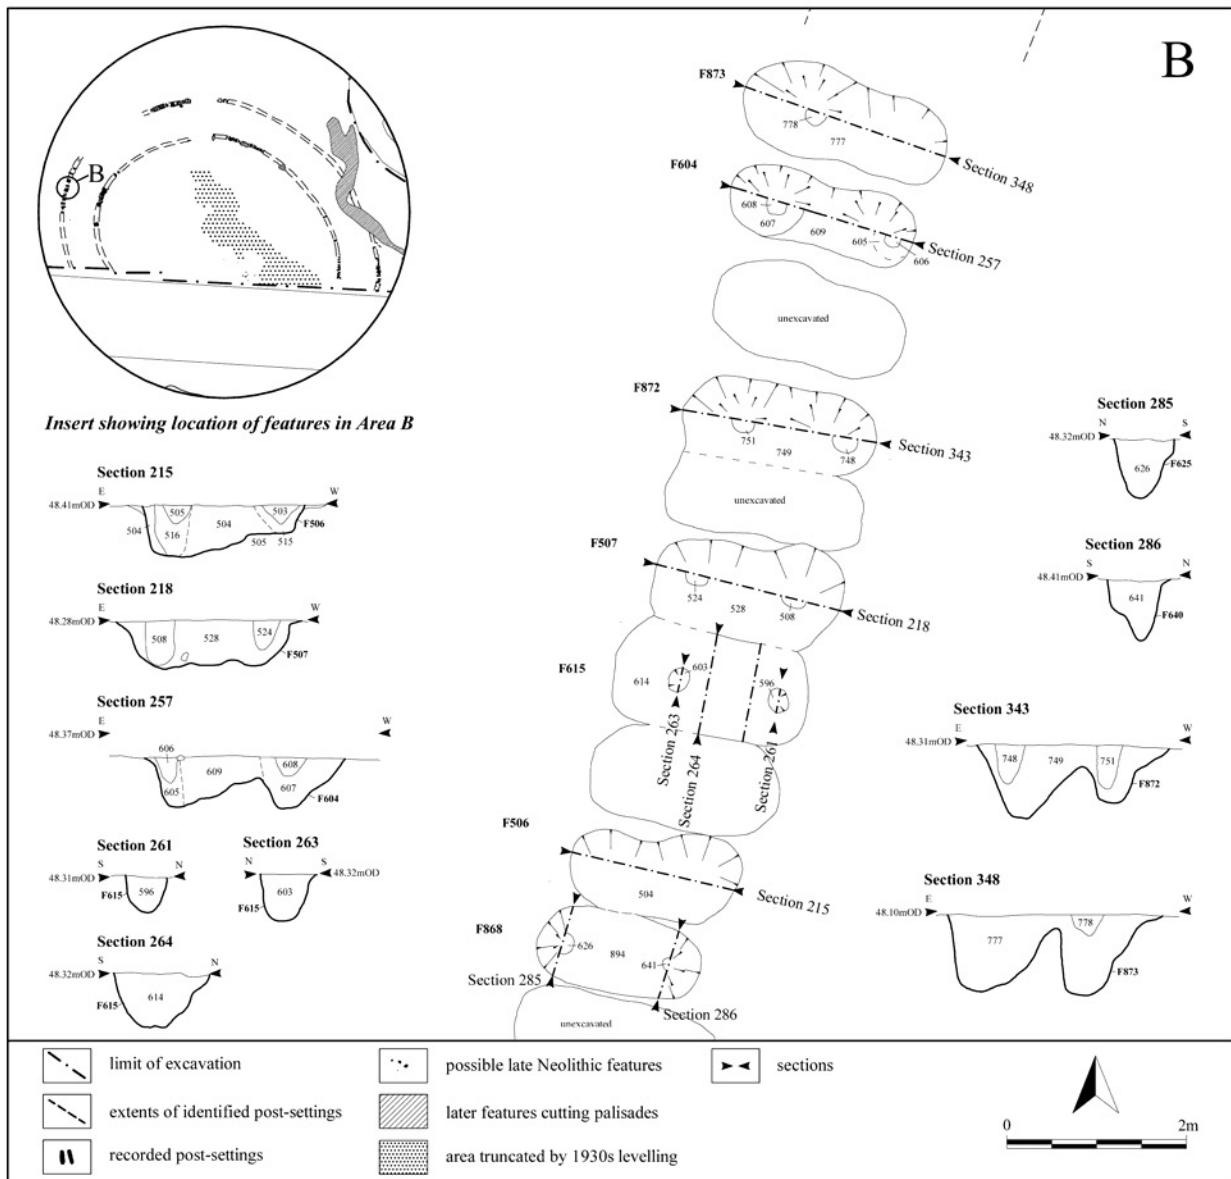 B
B
Insert showing location of features in Area B
Section 215
E
W
48.41mOD
504
505
516
504
503
F506
505
515
Section 218
E
W
48.28mOD
508
528
524
F507
Section 257
E
W
48.37mOD
606
605
609
608
607
F604
Section 261
S
N
48.31mOD
F615
596
Section 263
N
S
48.32mOD
F615
603
Section 264
S
N
48.32mOD
F615
614
F873
778
777
Section 348
F604
608
607
609
605
606
Section 257
unexcavated
F872
751
749
748
Section 343
unexcavated
F507
524
528
508
Section 218
F615
614
603
596
Section 263
Section 264
Section 261
F506
504
Section 215
F868
626
894
641
Section 285
Section 286
unexcavated
Section 285
N
S
48.32mOD
626
F625
Section 286
S
N
48.41mOD
641
F640
Section 343
E
W
48.31mOD
748
749
751
F872
Section 348
E
W
48.10mOD
777
778
F873
limit of excavation
extents of identified post-settings
recorded post-settings
possible late Neolithic features
later features cutting palisades
area truncated by 1930s levelling
sections
0
2m